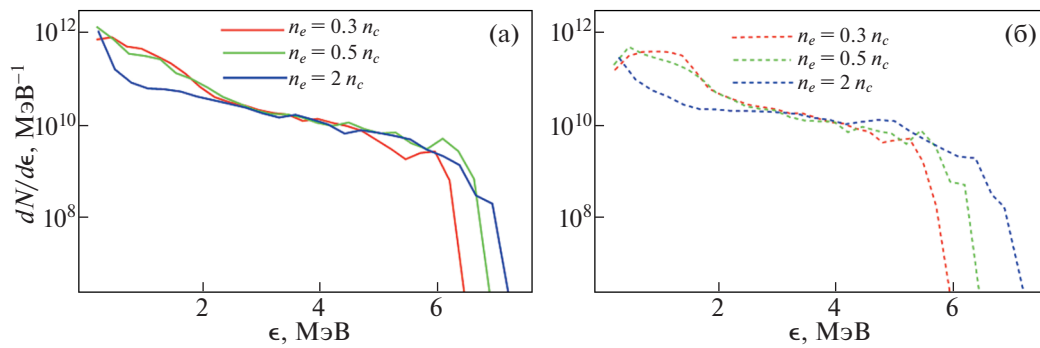 (а)
n_e = 0.3 n_c
n_e = 0.5 n_c
n_e = 2 n_c
10^12
10^10
10^8
dN/dϵ, МэВ^−1
2 4 6
ϵ, МэВ
(б)
n_e = 0.3 n_c
n_e = 0.5 n_c
n_e = 2 n_c
10^12
10^10
10^8
2 4 6
ϵ, МэВ